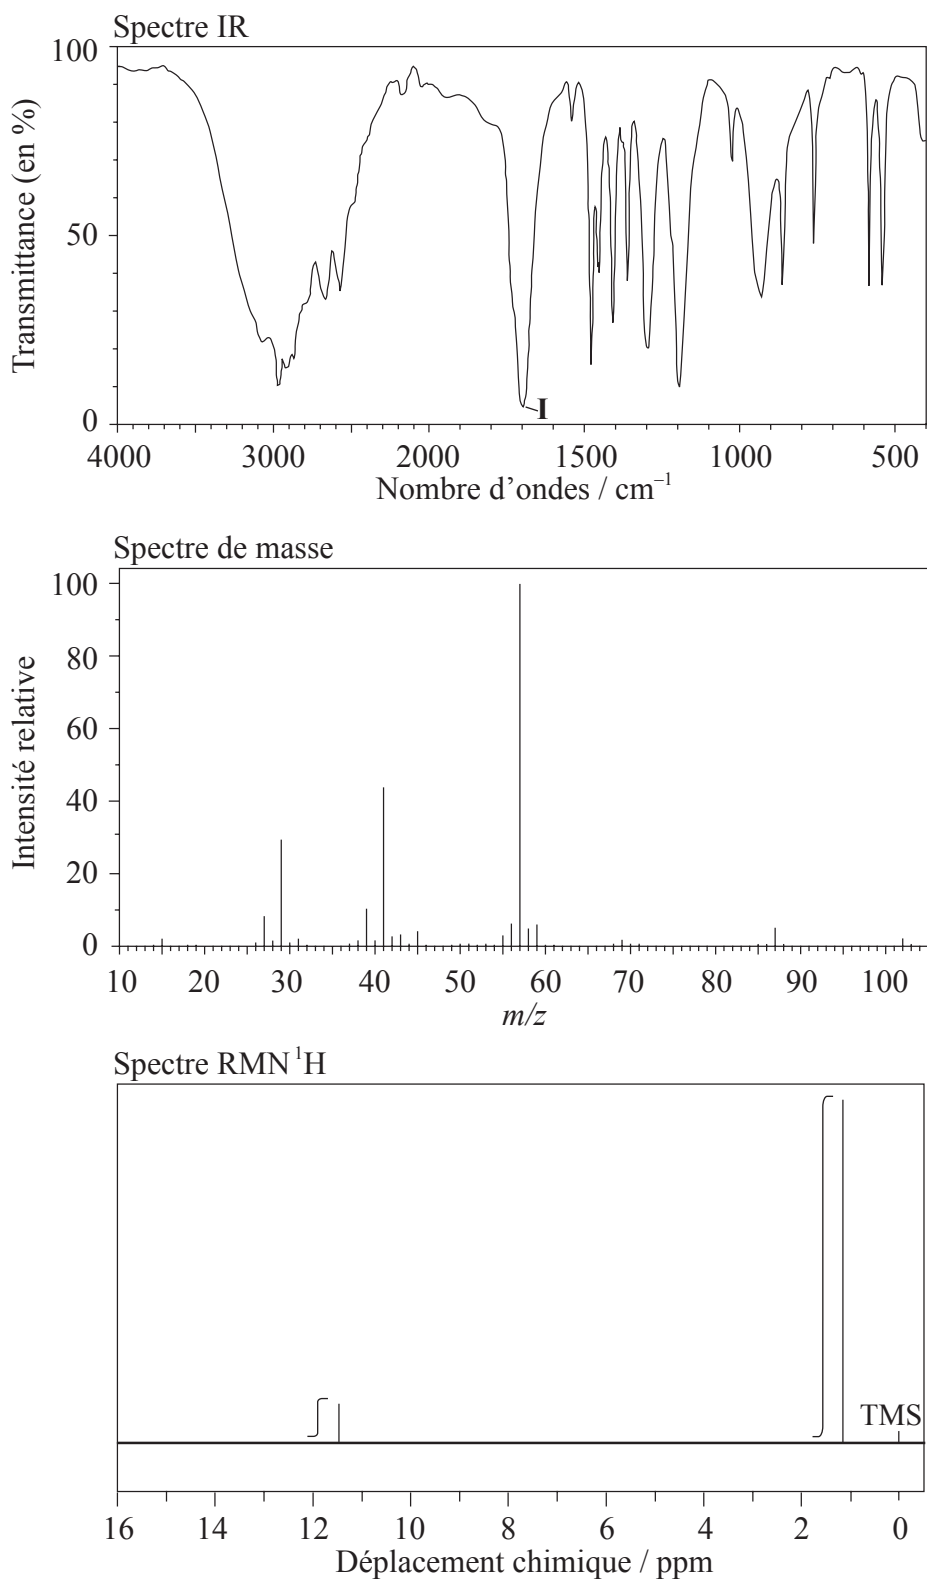 Spectre IR
Transmittance (en %)
100
50
0
I
4000 3000 2000 1500 1000 500
Nombre d’ondes / cm⁻¹
Spectre de masse
Intensité relative
100
80
60
40
20
0
10 20 30 40 50 60 70 80 90 100
m/z
Spectre RMN ¹H
TMS
16 14 12 10 8 6 4 2 0
Déplacement chimique / ppm